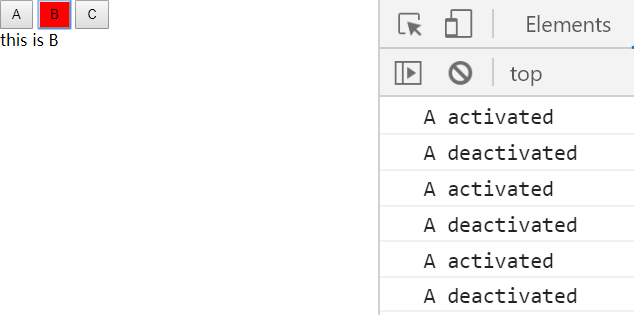 A B C
this is B
Elements
top
A activated
A deactivated
A activated
A deactivated
A activated
A deactivated